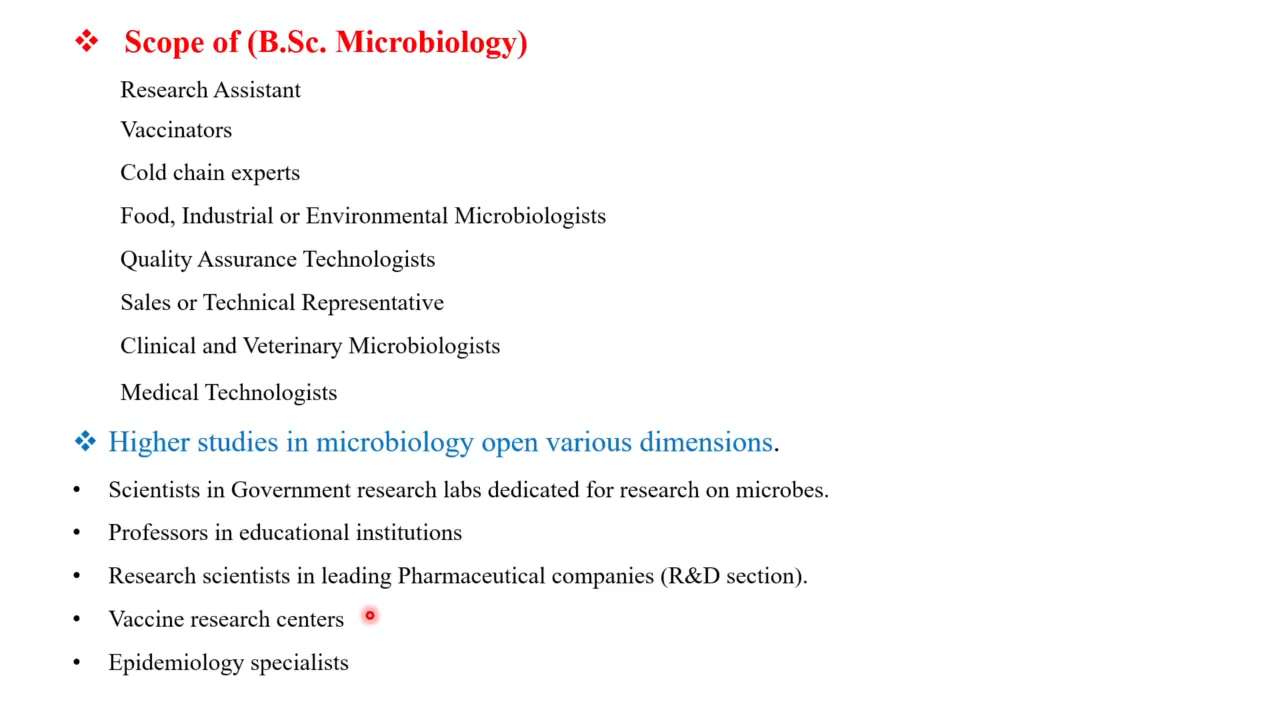 ❖ Scope of (B.Sc. Microbiology)
Research Assistant
Vaccinators
Cold chain experts
Food, Industrial or Environmental Microbiologists
Quality Assurance Technologists
Sales or Technical Representative
Clinical and Veterinary Microbiologists
Medical Technologists
❖ Higher studies in microbiology open various dimensions.
• Scientists in Government research labs dedicated for research on microbes.
• Professors in educational institutions
• Research scientists in leading Pharmaceutical companies (R&D section).
• Vaccine research centers
• Epidemiology specialists